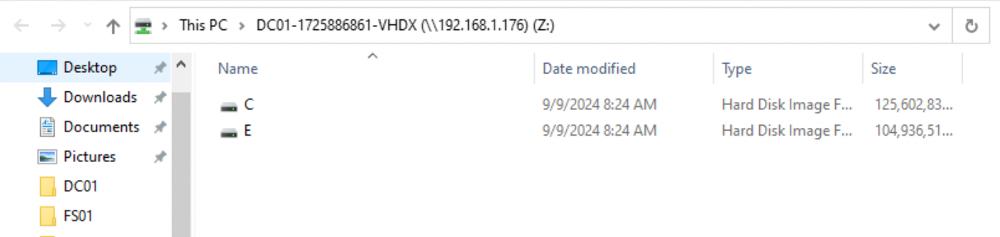 This PC > DC01-1725886861-VHDX (\\192.168.1.176) (Z:)
Desktop
Downloads
Documents
Pictures
DC01
FS01
Name Date modified Type Size
C 9/9/2024 8:24 AM Hard Disk Image F... 125,602,83...
E 9/9/2024 8:24 AM Hard Disk Image F... 104,936,51...